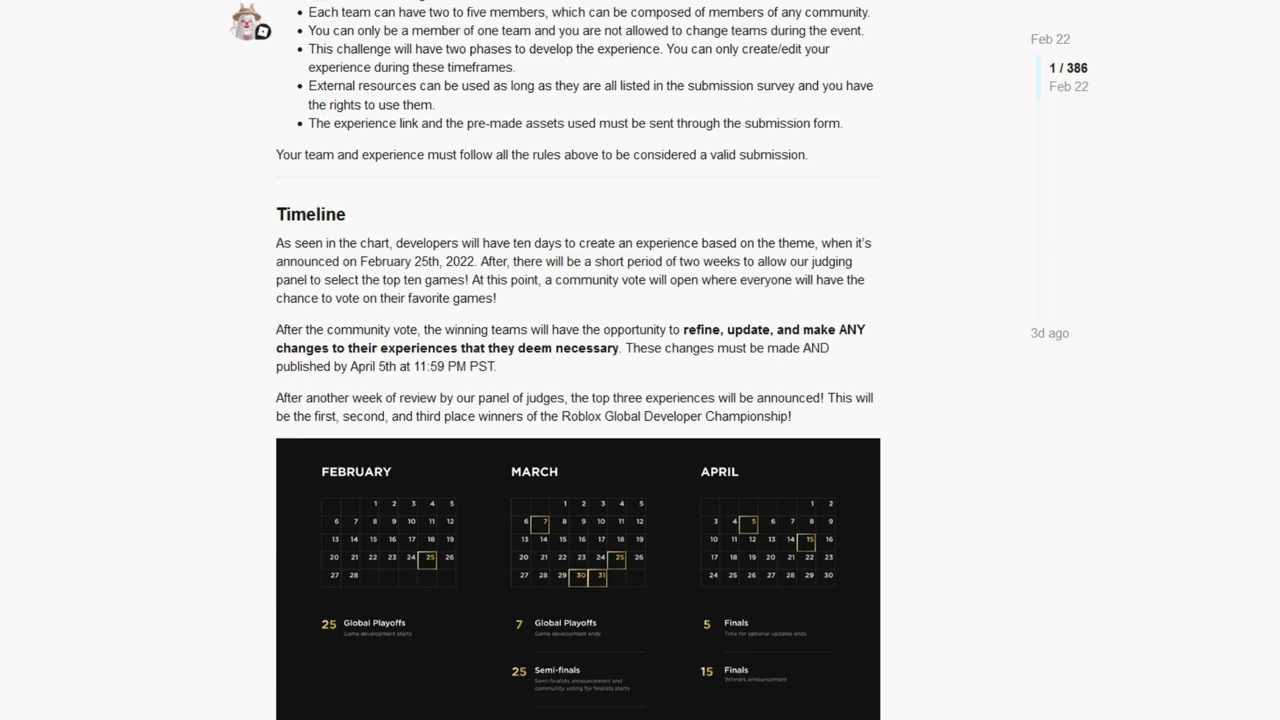 Each team can have two to five members, which can be composed of members of any community.
You can only be a member of one team and you are not allowed to change teams during the event.
This challenge will have two phases to develop the experience. You can only create/edit your
experience during these timeframes.
External resources can be used as long as they are all listed in the submission survey and you have
the rights to use them.
The experience link and the pre-made assets used must be sent through the submission form.
Your team and experience must follow all the rules above to be considered a valid submission.
Feb 22
1 / 386
Feb 22
3d ago
Timeline
As seen in the chart, developers will have ten days to create an experience based on the theme, when it's
announced on February 25th, 2022. After, there will be a short period of two weeks to allow our judging
panel to select the top ten games! At this point, a community vote will open where everyone will have the
chance to vote on their favorite games!
After the community vote, the winning teams will have the opportunity to refine, update, and make ANY
changes to their experiences that they deem necessary. These changes must be made AND
published by April 5th at 11:59 PM PST.
After another week of review by our panel of judges, the top three experiences will be announced! This will
be the first, second, and third place winners of the Roblox Global Developer Championship!
FEBRUARY
1 2 3 4 5
6 7 8 9 10 11 12
13 14 15 16 17 18 19
20 21 22 23 24 25 26
27 28
25 Global Playoffs
Game development starts
MARCH
1 2 3 4 5
6 7 8 9 10 11 12
13 14 15 16 17 18 19
20 21 22 23 24 25 26
27 28 29 30 31
7 Global Playoffs
Game development ends
25 Semi-finals
Semi-finalists announcement and
community voting for finalists starts
APRIL
1 2
3 4 5 6 7 8 9
10 11 12 13 14 15 16
17 18 19 20 21 22 23
24 25 26 27 28 29 30
5 Finals
Time for optional updates ends
15 Finals
Winners announcement